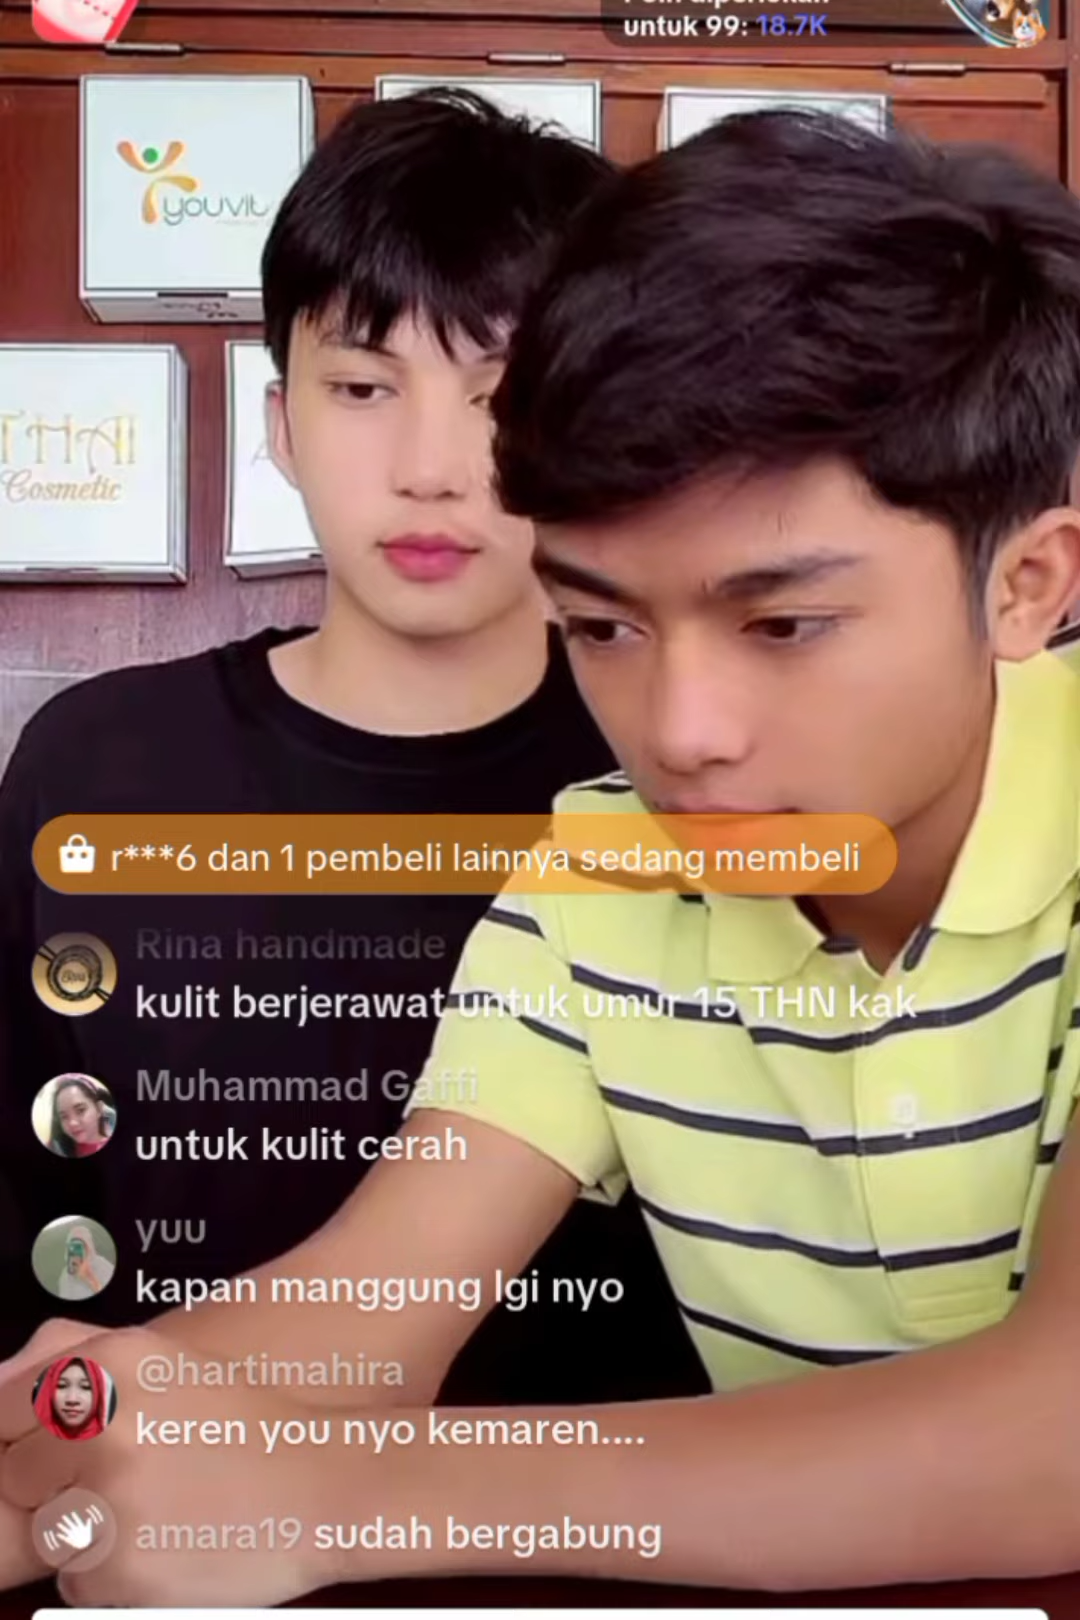 untuk 99: 18.7K
youvit
THAI
Cosmetic
r***6 dan 1 pembeli lainnya sedang membeli
Rina handmade
kulit berjerawat untuk umur 15 THN kak
Muhammad Gaffi
untuk kulit cerah
yuu
kapan manggung lgi nyo
@hartimahira
keren you nyo kemaren....
amara19 sudah bergabung